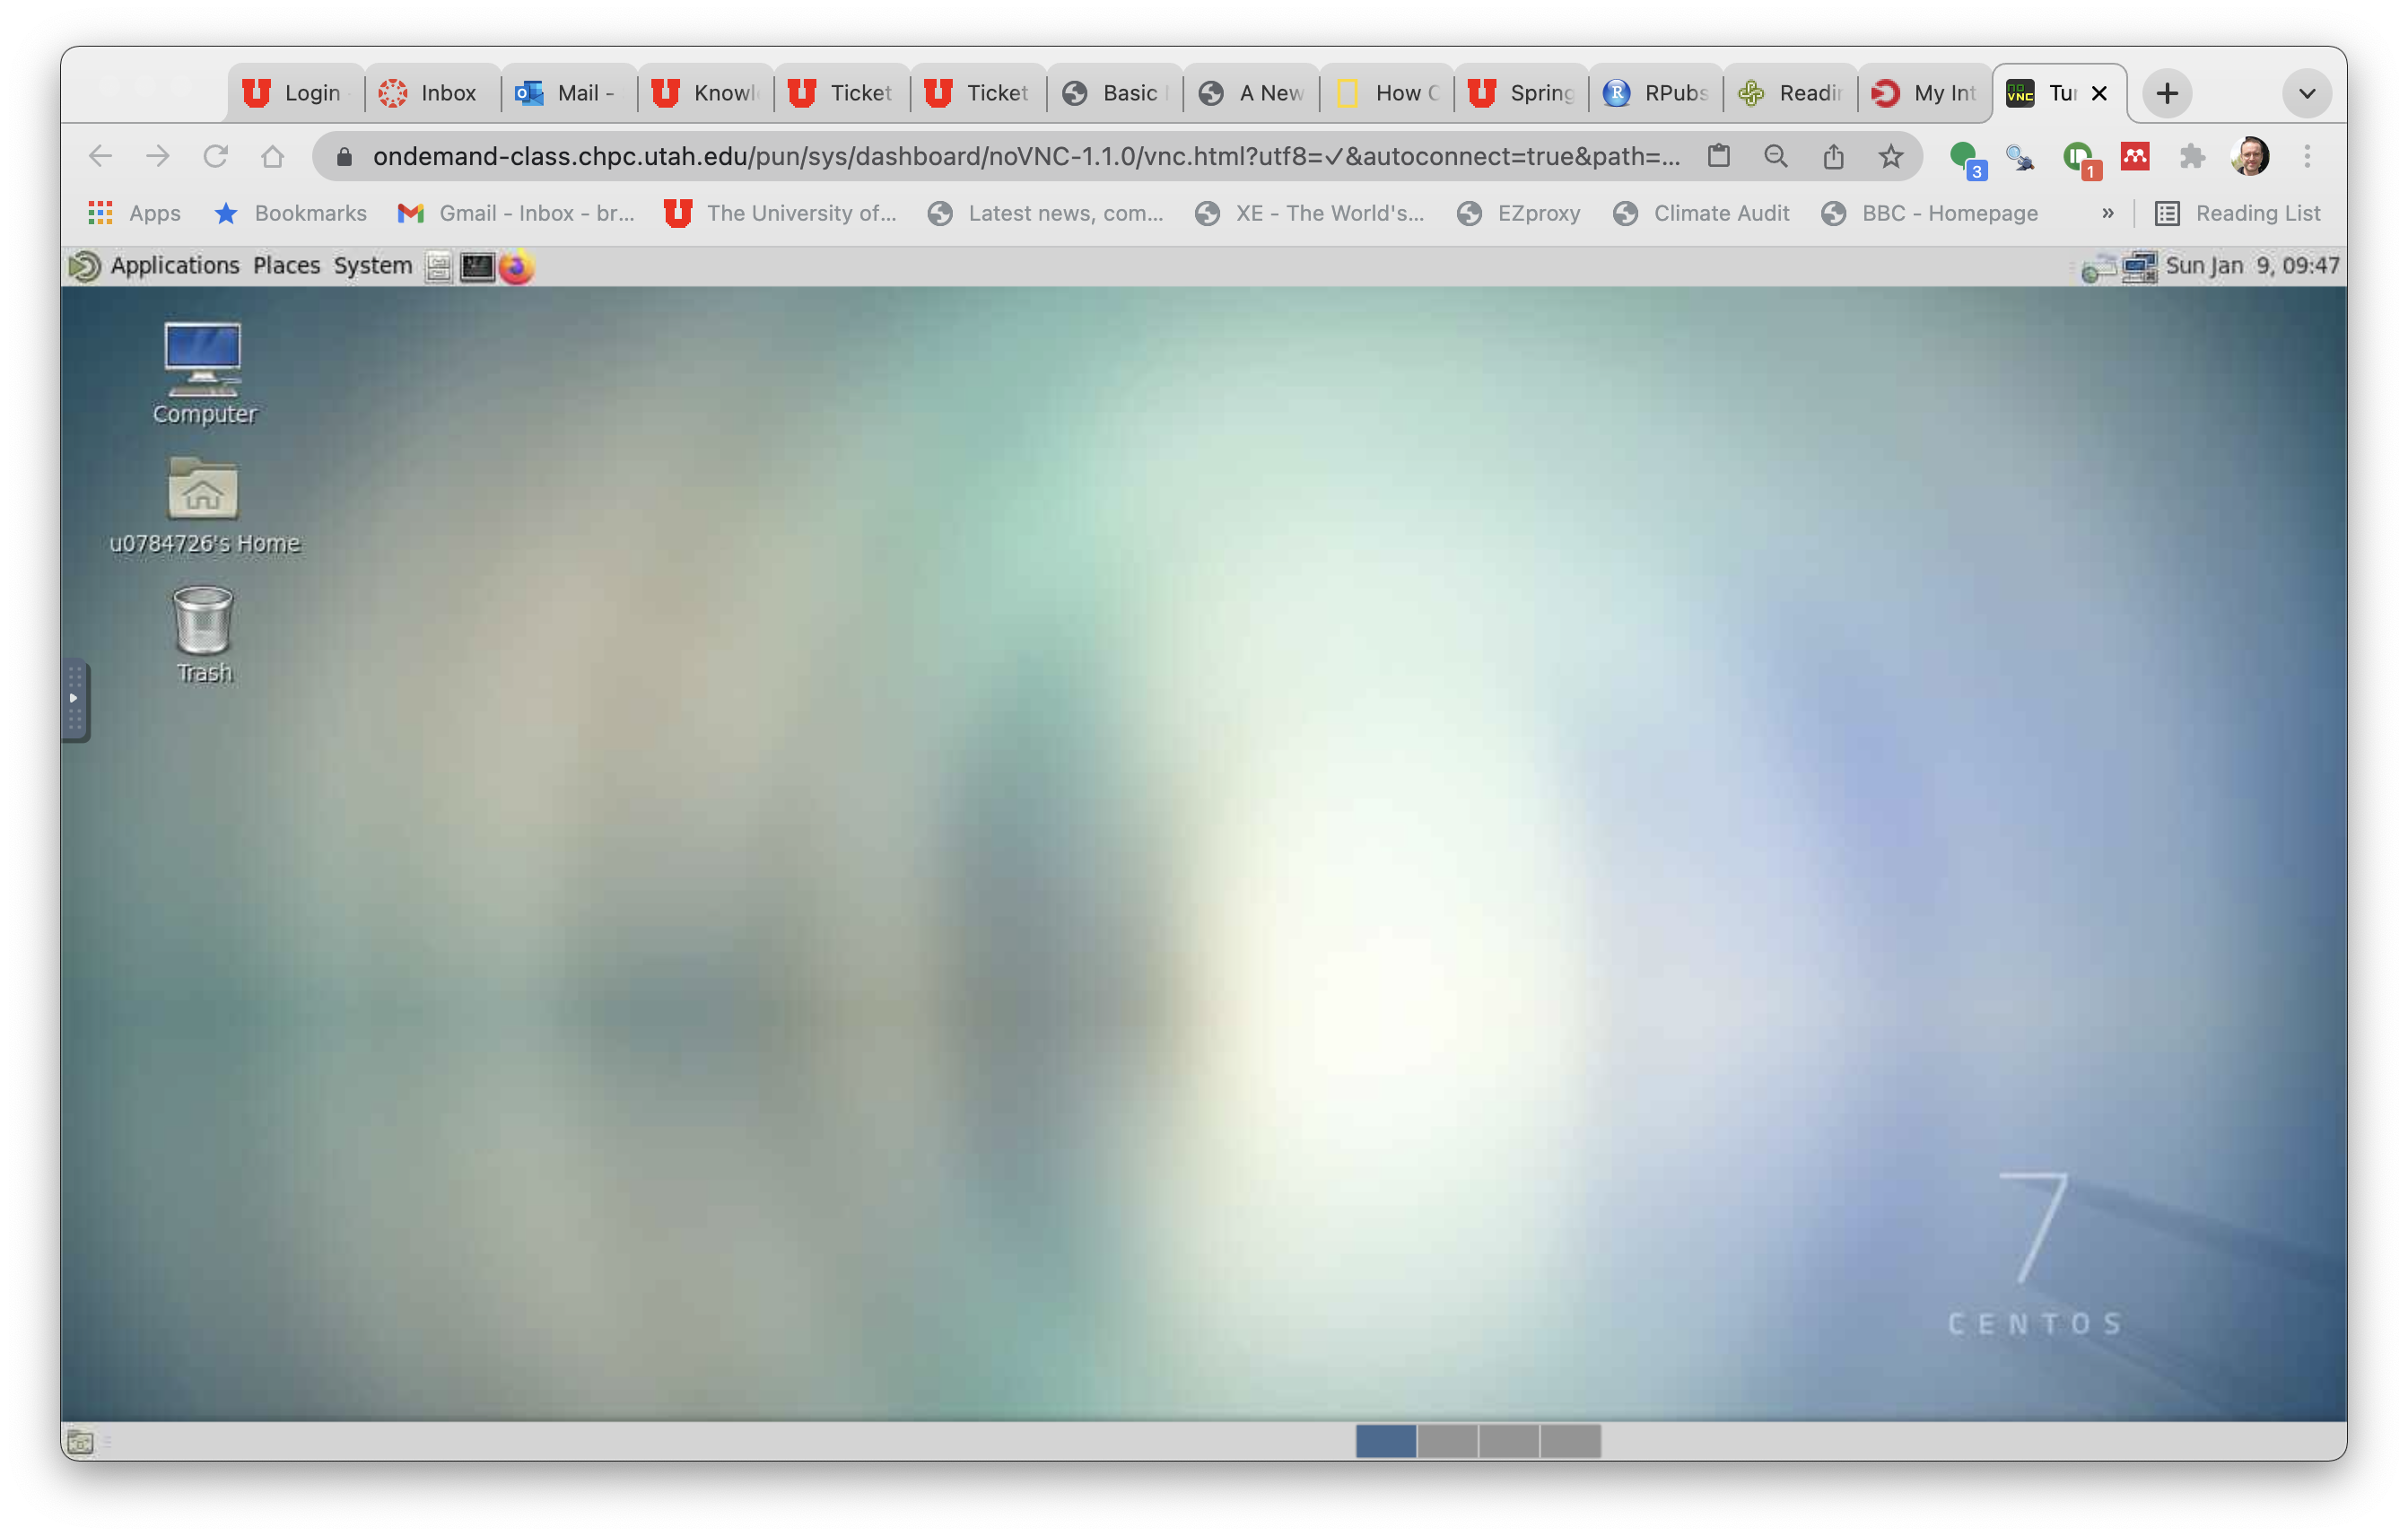 Login Inbox Mail - Knowl Ticket Ticket Basic A New How Spring RPubs Readin My Int Tur
ondemand-class.chpc.utah.edu/pun/sys/dashboard/noVNC-1.1.0/vnc.html?utf8=✓&autoconnect=true&path=...
3 1
Apps Bookmarks Gmail - Inbox - br... The University of... Latest news, com... XE - The World's... EZproxy Climate Audit BBC - Homepage » Reading List
Applications Places System Sun Jan 9, 09:47
Computer
u0784726's Home
Trash
7
CENTOS